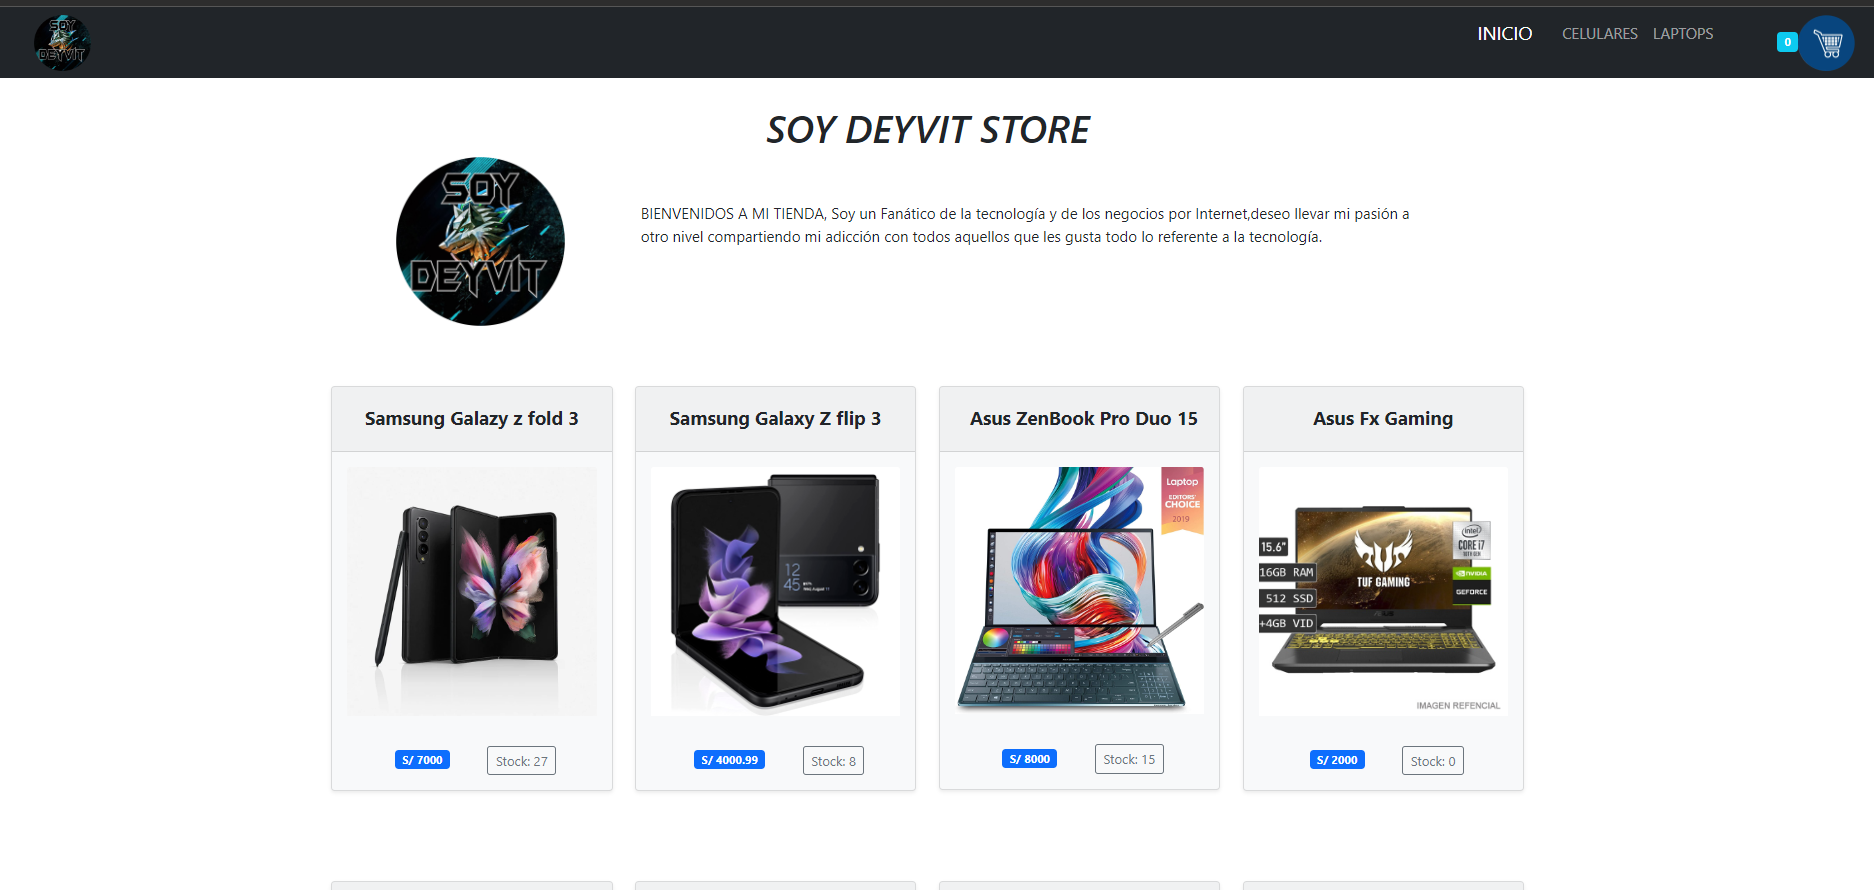 SOY
DEYVIT
INICIO
CELULARES
LAPTOPS
0
SOY DEYVIT STORE
SOY
DEYVIT
BIENVENIDOS A MI TIENDA, Soy un Fanático de la tecnología y de los negocios por Internet,deseo llevar mi pasión a
otro nivel compartiendo mi adicción con todos aquellos que les gusta todo lo referente a la tecnología.
Samsung Galazy z fold 3
Samsung Galaxy Z flip 3
Asus ZenBook Pro Duo 15
Asus Fx Gaming
12
45
Laptop
EDITORS'
CHOICE
2019
15.6"
16GB RAM
512 SSD
+4GB VID
TUF GAMING
intel
CORE i7
NVIDIA
GEFORCE
IMAGEN REFENCIAL
S/ 7000
Stock: 27
S/ 4000.99
Stock: 8
S/ 8000
Stock: 15
S/ 2000
Stock: 0